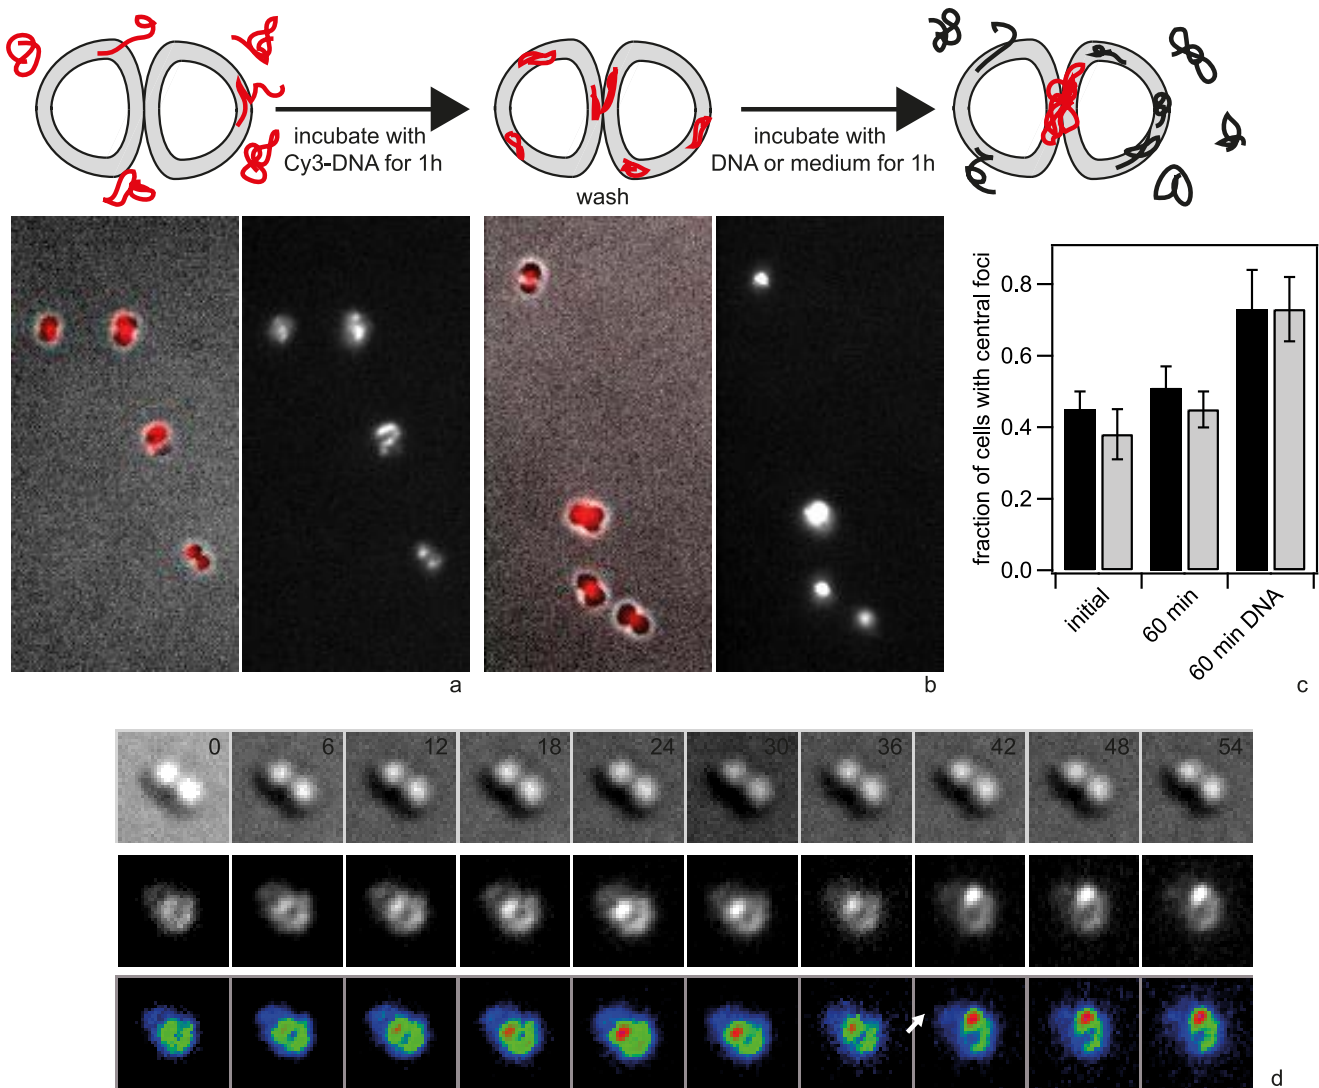 incubate with
Cy3-DNA for 1h
wash
incubate with
DNA or medium for 1h
a
b
fraction of cells with central foci
0.8
0.6
0.4
0.2
0.0
initial
60 min
60 min DNA
c
0 6 12 18 24 30 36 42 48 54
d